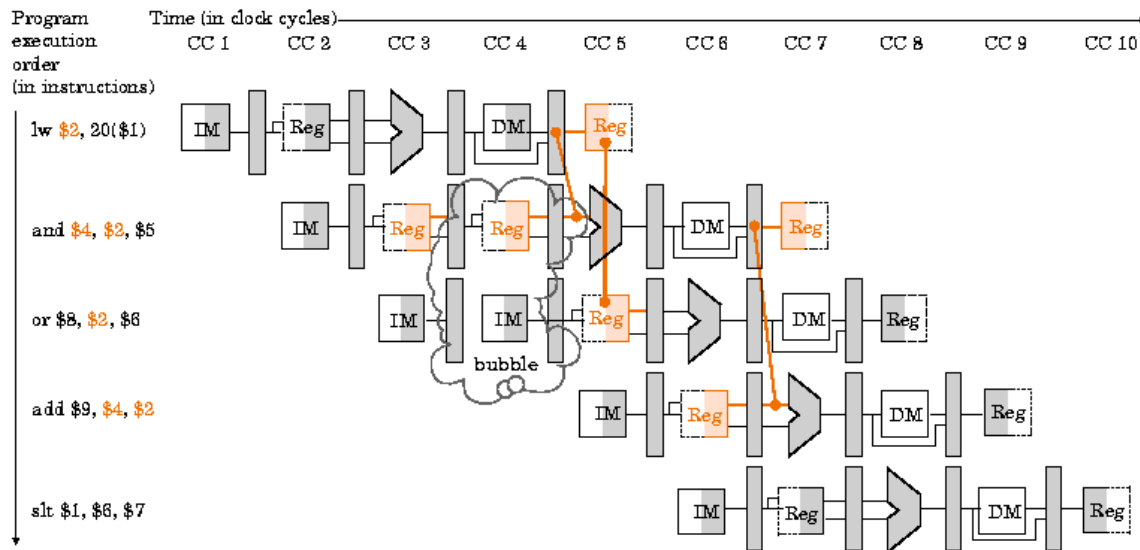 Program
execution
order
(in instructions)
Time (in clock cycles)
CC 1 CC 2 CC 3 CC 4 CC 5 CC 6 CC 7 CC 8 CC 9 CC 10
lw $2, 20($1)
IM Reg DM Reg
and $4, $2, $5
IM Reg Reg DM Reg
or $8, $2, $6
IM IM Reg DM Reg
bubble
add $9, $4, $2
IM Reg DM Reg
slt $1, $6, $7
IM Reg DM Reg